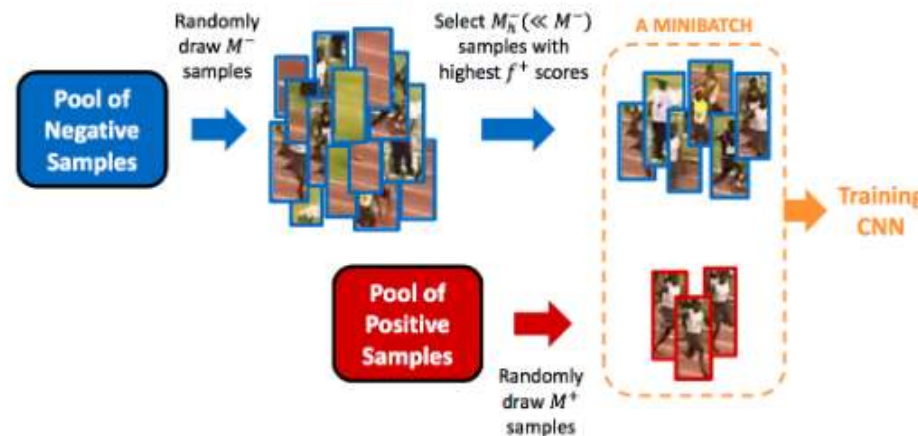 Randomly
draw M⁻
samples
Select Mₕ⁻(≪ M⁻)
samples with
highest f⁺ scores
A MINIBATCH
Pool of
Negative
Samples
Training
CNN
Pool of
Positive
Samples
Randomly
draw M⁺
samples